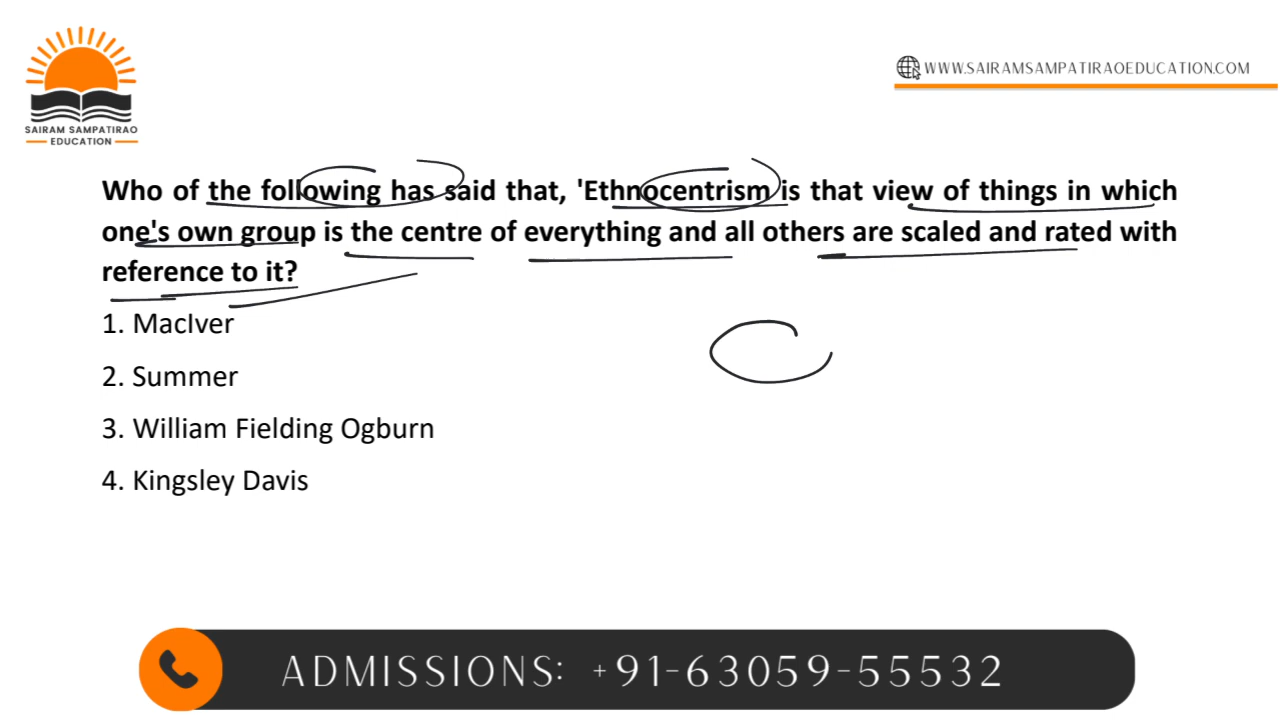 SAIRAM SAMPATIRAO
EDUCATION
WWW.SAIRAMSAMPATIRAOEDUCATION.COM
Who of the following has said that, 'Ethnocentrism is that view of things in which
one's own group is the centre of everything and all others are scaled and rated with
reference to it?
1. MacIver
2. Summer
3. William Fielding Ogburn
4. Kingsley Davis
ADMISSIONS: +91-63059-55532